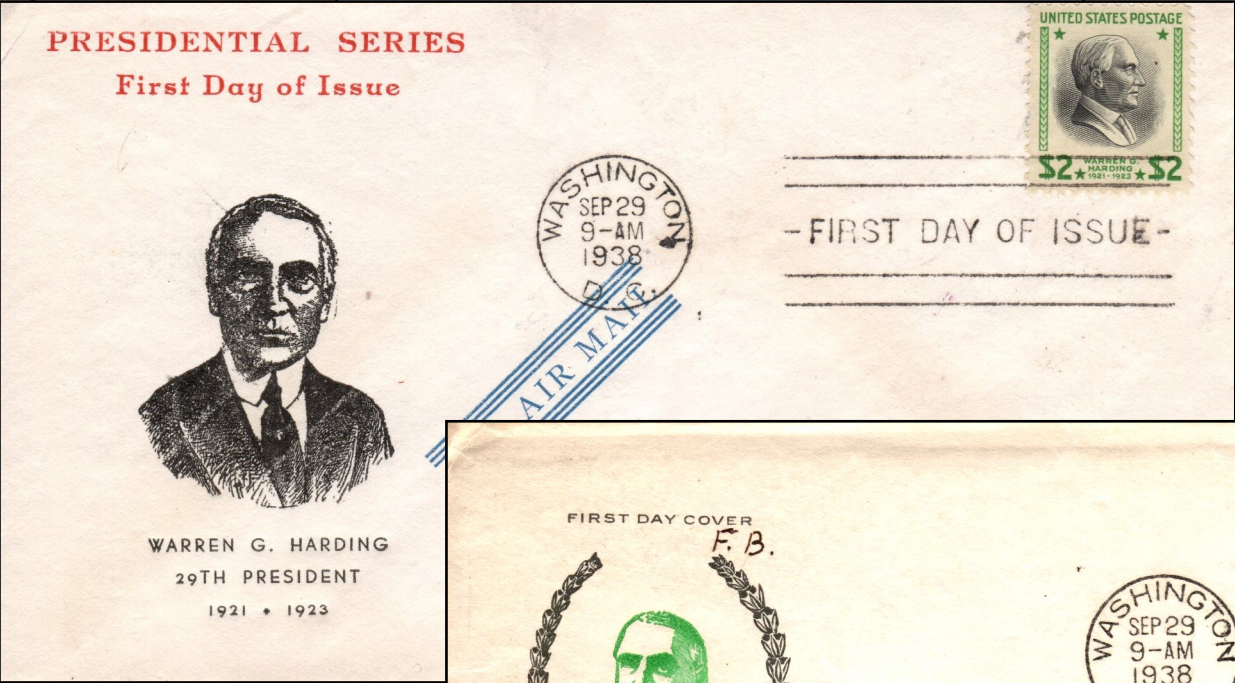 PRESIDENTIAL SERIES
First Day of Issue
UNITED STATES POSTAGE
$2 WARREN G. $2
HARDING
1921-1923
WASHINGTON
SEP 29
9-AM
1938
D. C.
-FIRST DAY OF ISSUE-
AIR MAIL
WARREN G. HARDING
29TH PRESIDENT
1921 • 1923
FIRST DAY COVER
F. B.
WASHINGTON
SEP 29
9-AM
1938